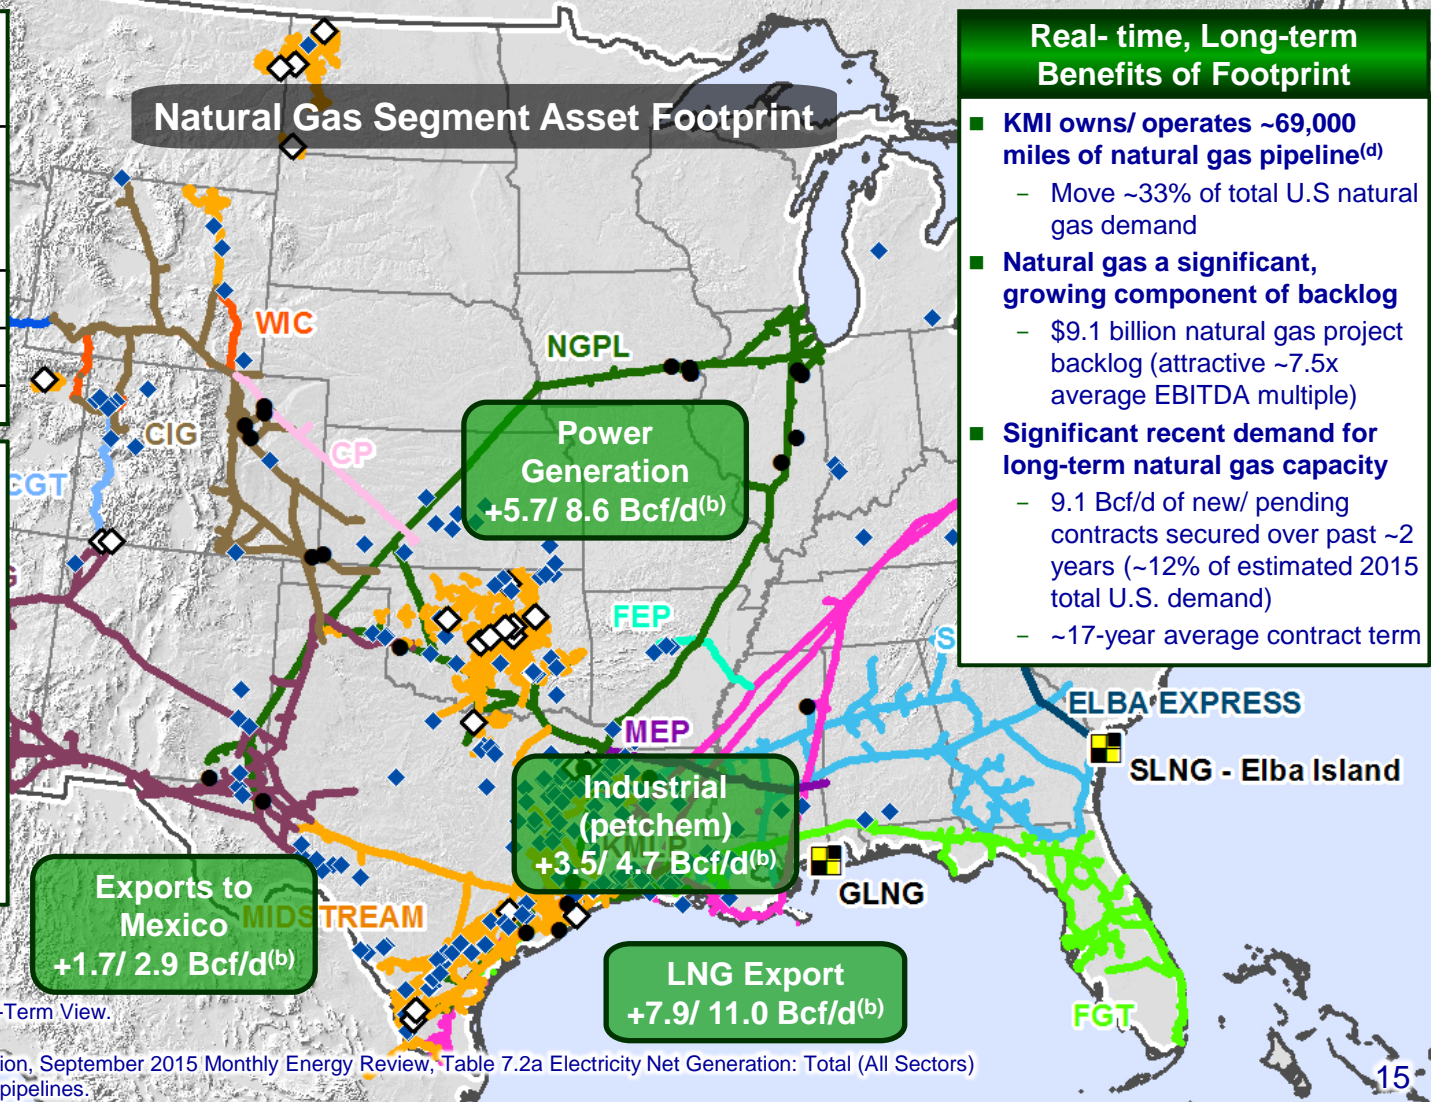 Natural Gas Segment Asset Footprint
Real- time, Long-term
Benefits of Footprint
■ KMI owns/ operates ~69,000
miles of natural gas pipeline(d)
– Move ~33% of total U.S natural
gas demand
■ Natural gas a significant,
growing component of backlog
– $9.1 billion natural gas project
backlog (attractive ~7.5x
average EBITDA multiple)
■ Significant recent demand for
long-term natural gas capacity
– 9.1 Bcf/d of new/ pending
contracts secured over past ~2
years (~12% of estimated 2015
total U.S. demand)
– ~17-year average contract term
WIC
NGPL
CIG
CP
CGT
Power
Generation
+5.7/ 8.6 Bcf/d(b)
FEP
S
MEP
ELBA EXPRESS
SLNG - Elba Island
Industrial
(petchem)
KMLP
+3.5/ 4.7 Bcf/d(b)
GLNG
Exports to
Mexico
+1.7/ 2.9 Bcf/d(b)
MIDSTREAM
LNG Export
+7.9/ 11.0 Bcf/d(b)
FGT
-Term View.
ion, September 2015 Monthly Energy Review, Table 7.2a Electricity Net Generation: Total (All Sectors)
pipelines.
15